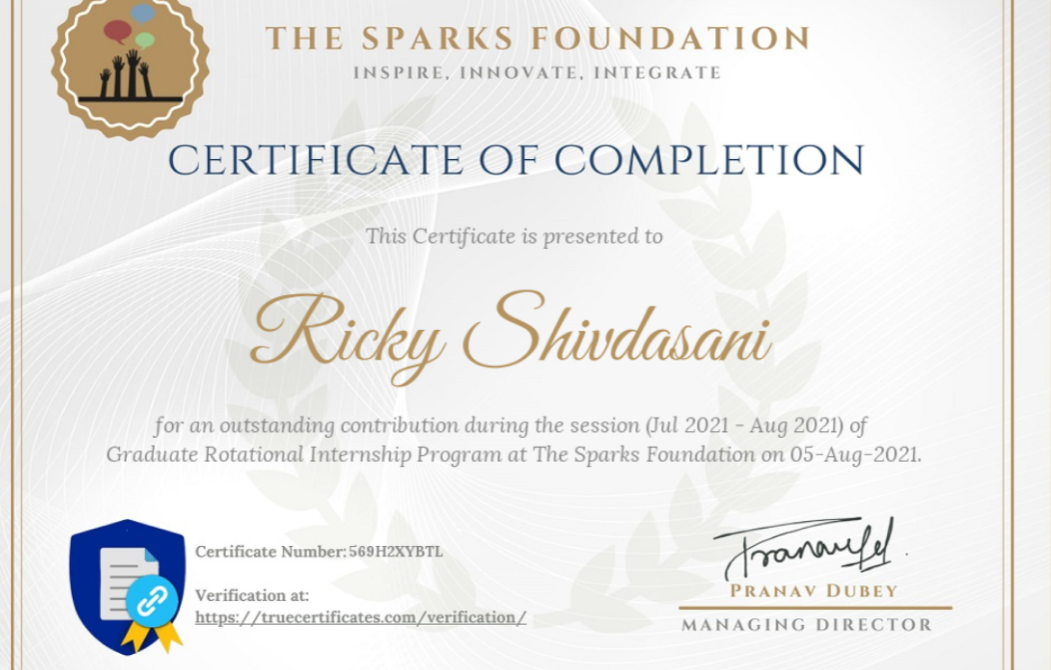 THE SPARKS FOUNDATION
INSPIRE, INNOVATE, INTEGRATE
CERTIFICATE OF COMPLETION
This Certificate is presented to
Ricky Shivdasani
for an outstanding contribution during the session (Jul 2021 - Aug 2021) of
Graduate Rotational Internship Program at The Sparks Foundation on 05-Aug-2021.
Certificate Number: 569H2XYBTL
Verification at:
https://truecertificates.com/verification/
PRANAV DUBEY
MANAGING DIRECTOR